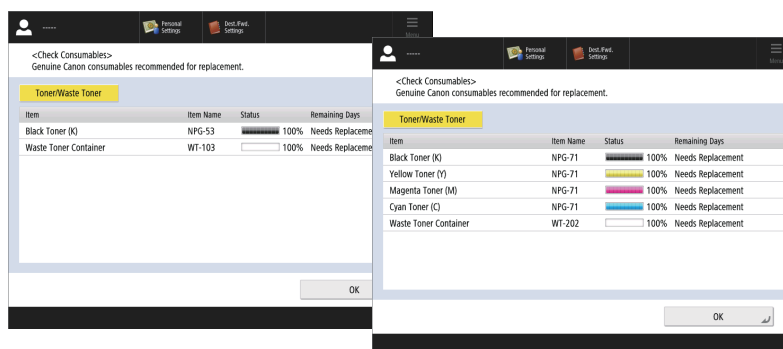 -----
Personal
Settings
Dest./Fwd.
Settings
Menu
<Check Consumables>
Genuine Canon consumables recommended for replacement.
Toner/Waste Toner
Item Item Name Status Remaining Days
Black Toner (K) NPG-53 100% Needs Replaceme
Waste Toner Container WT-103 100% Needs Replaceme
OK
-----
Personal
Settings
Dest./Fwd.
Settings
Menu
<Check Consumables>
Genuine Canon consumables recommended for replacement.
Toner/Waste Toner
Item Item Name Status Remaining Days
Black Toner (K) NPG-71 100% Needs Replacement
Yellow Toner (Y) NPG-71 100% Needs Replacement
Magenta Toner (M) NPG-71 100% Needs Replacement
Cyan Toner (C) NPG-71 100% Needs Replacement
Waste Toner Container WT-202 100% Needs Replacement
OK